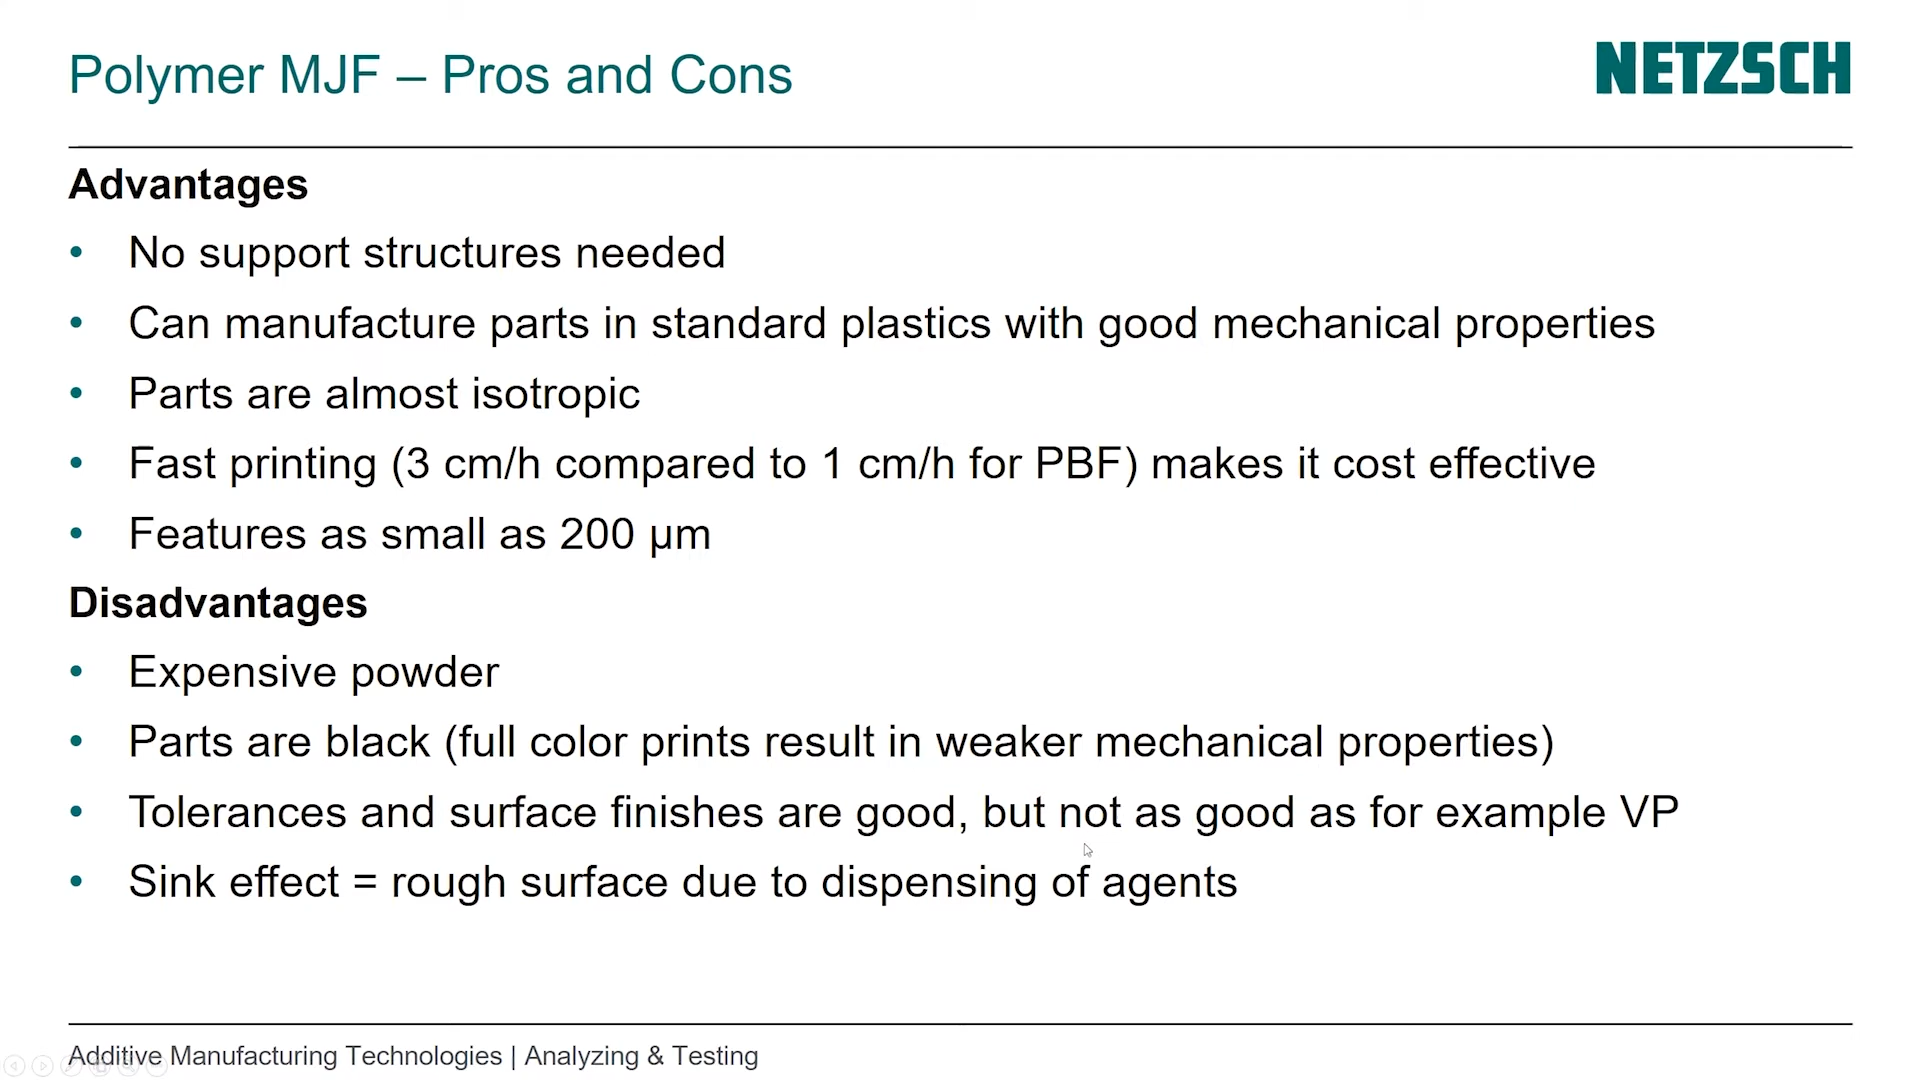 Polymer MJF – Pros and Cons
NETZSCH
Advantages
• No support structures needed
• Can manufacture parts in standard plastics with good mechanical properties
• Parts are almost isotropic
• Fast printing (3 cm/h compared to 1 cm/h for PBF) makes it cost effective
• Features as small as 200 µm
Disadvantages
• Expensive powder
• Parts are black (full color prints result in weaker mechanical properties)
• Tolerances and surface finishes are good, but not as good as for example VP
• Sink effect = rough surface due to dispensing of agents
Additive Manufacturing Technologies | Analyzing & Testing